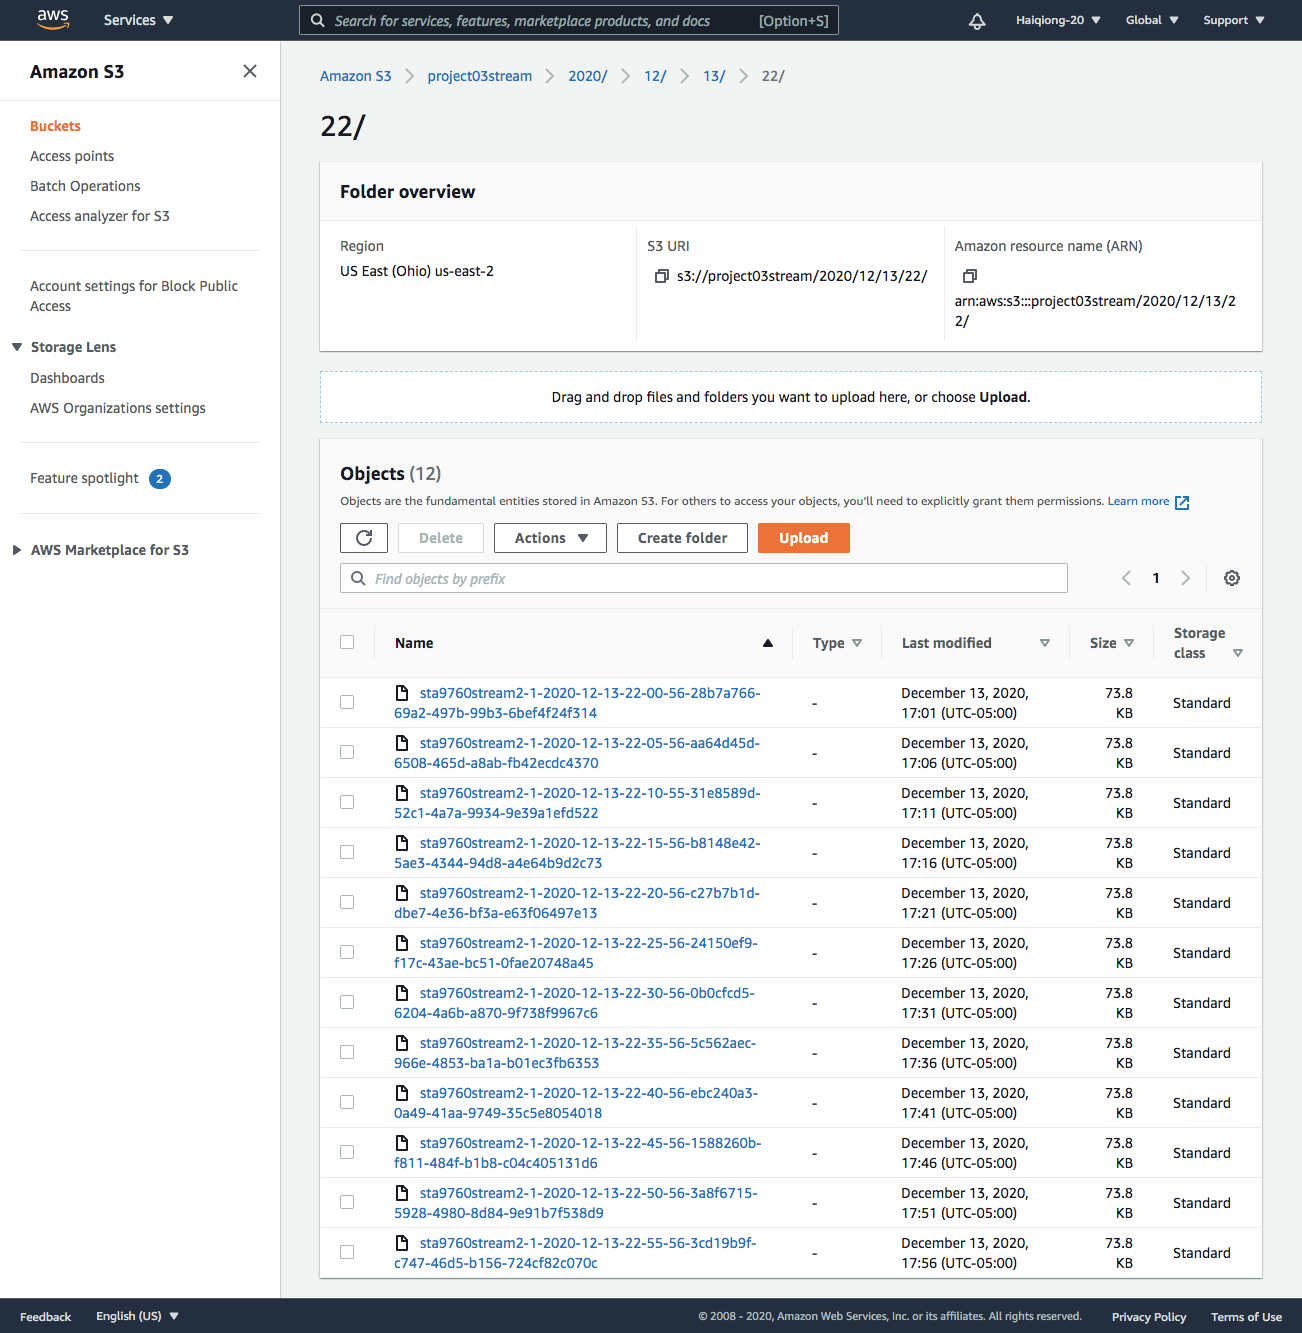 aws Services Search for services, features, marketplace products, and docs [Option+S] Haiqiong-20 Global Support
Amazon S3
Buckets
Access points
Batch Operations
Access analyzer for S3
Account settings for Block Public
Access
Storage Lens
Dashboards
AWS Organizations settings
Feature spotlight 2
AWS Marketplace for S3
Amazon S3 project03stream 2020/ 12/ 13/ 22/
22/
Folder overview
Region
US East (Ohio) us-east-2
S3 URI
s3://project03stream/2020/12/13/22/
Amazon resource name (ARN)
arn:aws:s3:::project03stream/2020/12/13/2
2/
Drag and drop files and folders you want to upload here, or choose Upload.
Objects (12)
Objects are the fundamental entities stored in Amazon S3. For others to access your objects, you'll need to explicitly grant them permissions. Learn more
Delete Actions Create folder Upload
Find objects by prefix 1
Name Type Last modified Size Storage
class
sta9760stream2-1-2020-12-13-22-00-56-28b7a766- - December 13, 2020, 73.8 Standard
69a2-497b-99b3-6bef4f24f314 17:01 (UTC-05:00) KB
sta9760stream2-1-2020-12-13-22-05-56-aa64d45d- - December 13, 2020, 73.8 Standard
6508-465d-a8ab-fb42ecdc4370 17:06 (UTC-05:00) KB
sta9760stream2-1-2020-12-13-22-10-55-31e8589d- - December 13, 2020, 73.8 Standard
52c1-4a7a-9934-9e39a1efd522 17:11 (UTC-05:00) KB
sta9760stream2-1-2020-12-13-22-15-56-b8148e42- - December 13, 2020, 73.8 Standard
5ae3-4344-94d8-a4e64b9d2c73 17:16 (UTC-05:00) KB
sta9760stream2-1-2020-12-13-22-20-56-c27b7b1d- - December 13, 2020, 73.8 Standard
dbe7-4e36-bf3a-e63f06497e13 17:21 (UTC-05:00) KB
sta9760stream2-1-2020-12-13-22-25-56-24150ef9- - December 13, 2020, 73.8 Standard
f17c-43ae-bc51-0fae20748a45 17:26 (UTC-05:00) KB
sta9760stream2-1-2020-12-13-22-30-56-0b0cfcd5- - December 13, 2020, 73.8 Standard
6204-4a6b-a870-9f738f9967c6 17:31 (UTC-05:00) KB
sta9760stream2-1-2020-12-13-22-35-56-5c562aec- - December 13, 2020, 73.8 Standard
966e-4853-ba1a-b01ec3fb6353 17:36 (UTC-05:00) KB
sta9760stream2-1-2020-12-13-22-40-56-ebc240a3- - December 13, 2020, 73.8 Standard
0a49-41aa-9749-35c5e8054018 17:41 (UTC-05:00) KB
sta9760stream2-1-2020-12-13-22-45-56-1588260b- - December 13, 2020, 73.8 Standard
f811-484f-b1b8-c04c405131d6 17:46 (UTC-05:00) KB
sta9760stream2-1-2020-12-13-22-50-56-3a8f6715- - December 13, 2020, 73.8 Standard
5928-4980-8d84-9e91b7f538d9 17:51 (UTC-05:00) KB
sta9760stream2-1-2020-12-13-22-55-56-3cd19b9f- - December 13, 2020, 73.8 Standard
c747-46d5-b156-724cf82c070c 17:56 (UTC-05:00) KB
Feedback English (US) © 2008 - 2020, Amazon Web Services, Inc. or its affiliates. All rights reserved. Privacy Policy Terms of Use